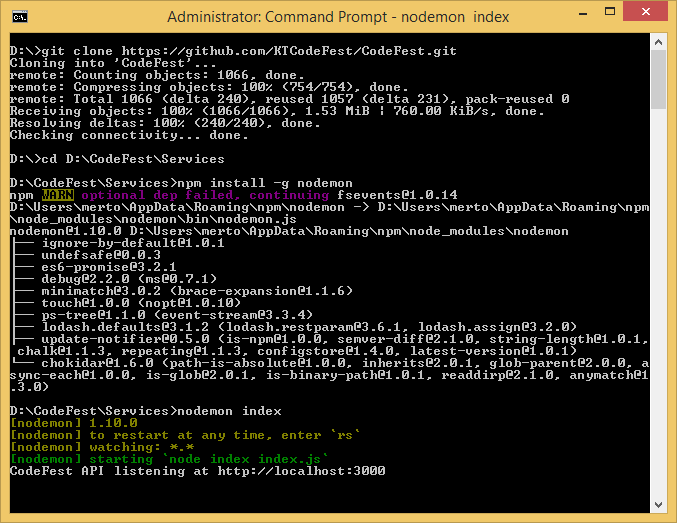 Administrator: Command Prompt - nodemon  index
D:\>git clone https://github.com/KTCodeFest/CodeFest.git
Cloning into 'CodeFest'...
remote: Counting objects: 1066, done.
remote: Compressing objects: 100% (754/754), done.
remote: Total 1066 (delta 240), reused 1057 (delta 231), pack-reused 0
Receiving objects: 100% (1066/1066), 1.53 MiB ¦ 760.00 KiB/s, done.
Resolving deltas: 100% (240/240), done.
Checking connectivity... done.
D:\>cd D:\CodeFest\Services
D:\CodeFest\Services>npm install -g nodemon
npm WARN optional dep failed, continuing fsevents@1.0.14
D:\Users\merto\AppData\Roaming\npm\nodemon -> D:\Users\merto\AppData\Roaming\npm
\node_modules\nodemon\bin\nodemon.js
nodemon@1.10.0 D:\Users\merto\AppData\Roaming\npm\node_modules\nodemon
├── ignore-by-default@1.0.1
├── undefsafe@0.0.3
├── es6-promise@3.2.1
├── debug@2.2.0 (ms@0.7.1)
├── minimatch@3.0.2 (brace-expansion@1.1.6)
├── touch@1.0.0 (nopt@1.0.10)
├── ps-tree@1.1.0 (event-stream@3.3.4)
├── lodash.defaults@3.1.2 (lodash.restparam@3.6.1, lodash.assign@3.2.0)
├── update-notifier@0.5.0 (is-npm@1.0.0, semver-diff@2.1.0, string-length@1.0.1,
 chalk@1.1.3, repeating@1.1.3, configstore@1.4.0, latest-version@1.0.1)
└── chokidar@1.6.0 (path-is-absolute@1.0.0, inherits@2.0.1, glob-parent@2.0.0, a
sync-each@1.0.0, is-glob@2.0.1, is-binary-path@1.0.1, readdirp@2.1.0, anymatch@1
.3.0)
D:\CodeFest\Services>nodemon index
[nodemon] 1.10.0
[nodemon] to restart at any time, enter `rs`
[nodemon] watching: *.*
[nodemon] starting `node index index.js`
CodeFest API listening at http://localhost:3000